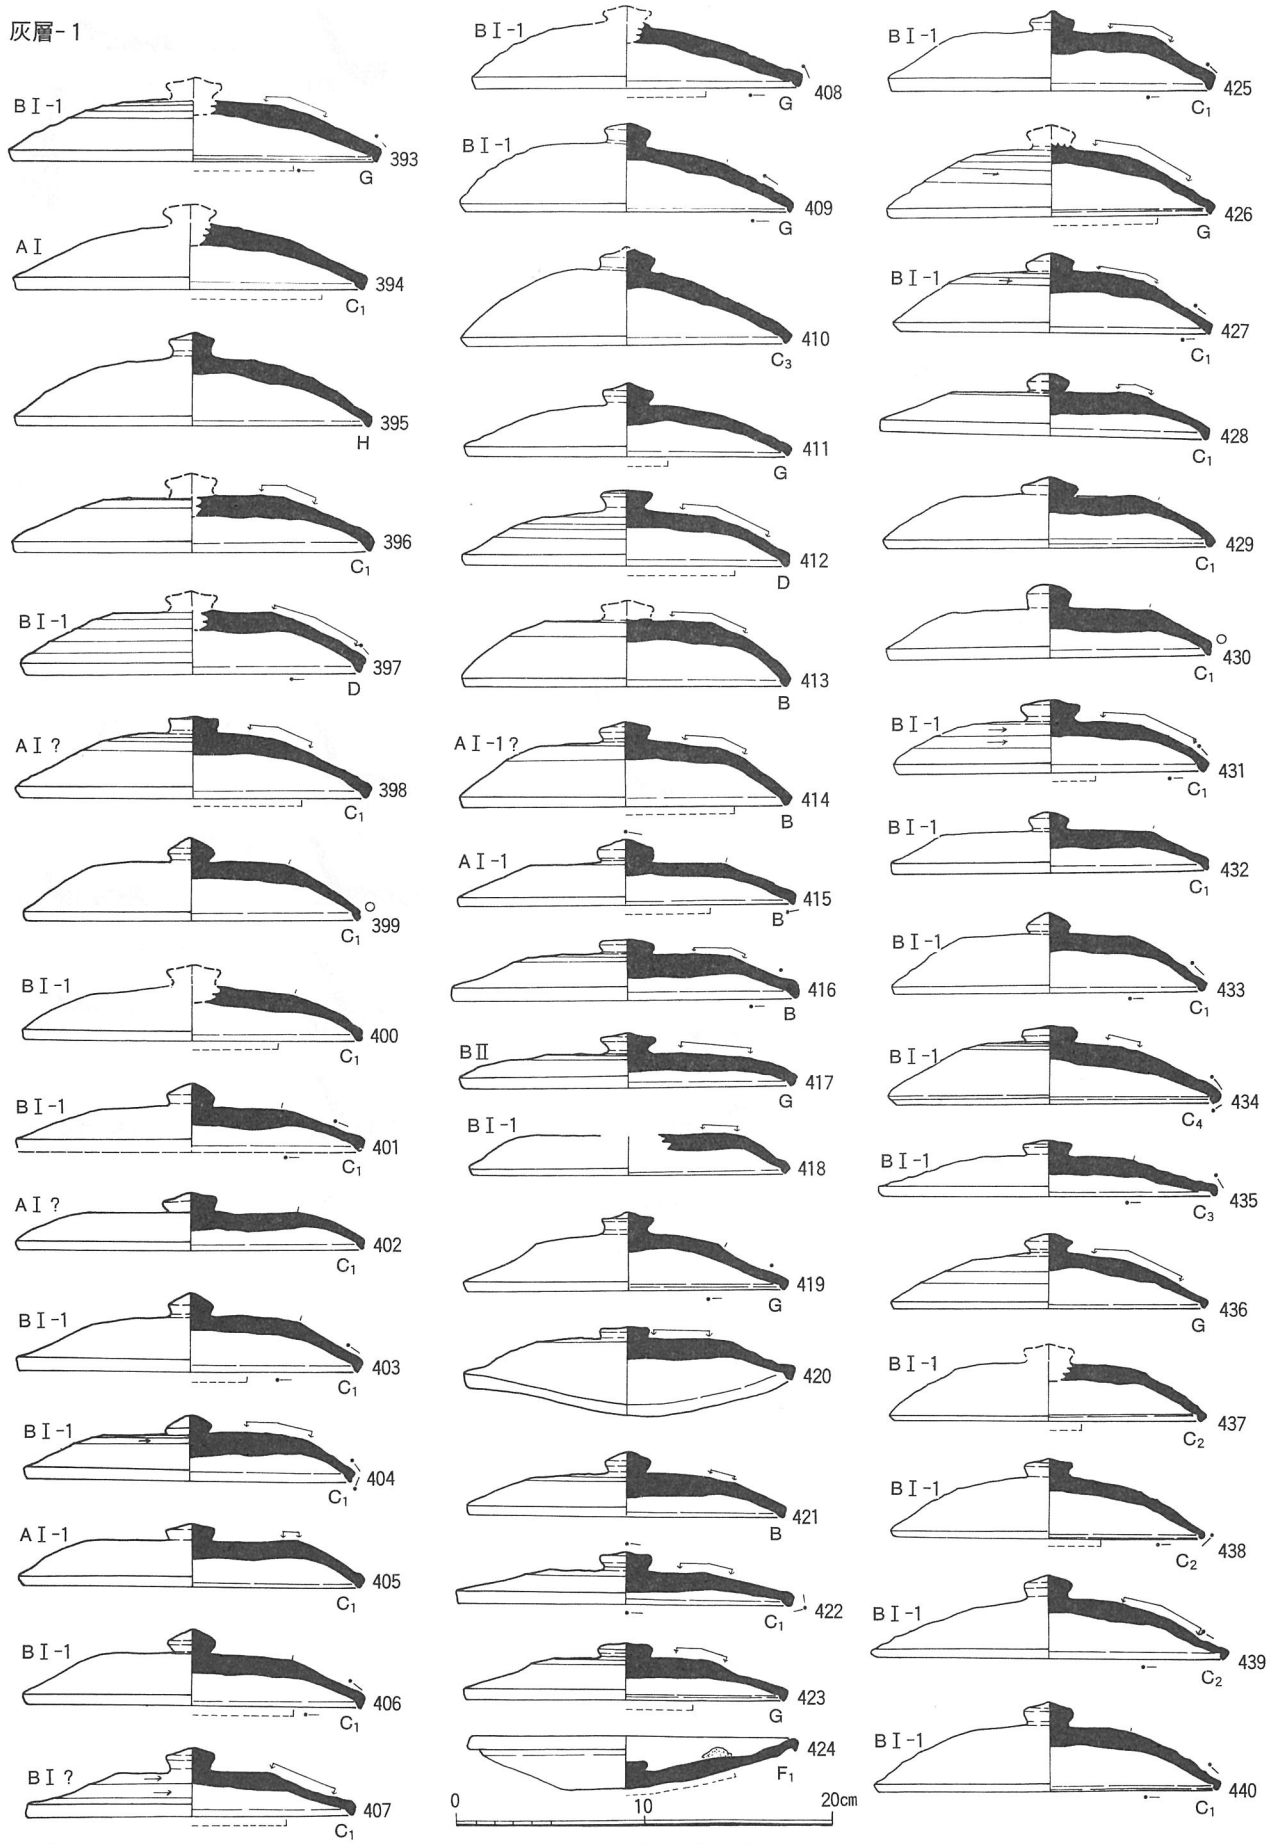 灰層-1
BⅠ-1
393
G
AⅠ
394
C₁
395
H
396
C₁
BⅠ-1
397
D
AⅠ?
398
C₁
399
C₁
BⅠ-1
400
C₁
BⅠ-1
401
C₁
AⅠ?
402
C₁
BⅠ-1
403
C₁
BⅠ-1
404
C₁
AⅠ-1
405
C₁
BⅠ-1
406
C₁
BⅠ?
407
C₁
BⅠ-1
408
G
BⅠ-1
409
G
410
C₃
411
G
412
D
413
B
AⅠ-1?
414
B
AⅠ-1
415
B
416
B
BⅡ
417
G
BⅠ-1
418
419
G
420
421
B
422
C₁
423
G
424
F₁
0 10 20cm
BⅠ-1
425
C₁
426
G
BⅠ-1
427
C₁
428
C₁
429
C₁
430
C₁
BⅠ-1
431
C₁
BⅠ-1
432
C₁
BⅠ-1
433
C₁
BⅠ-1
434
C₄
BⅠ-1
435
C₃
436
G
BⅠ-1
437
C₂
BⅠ-1
438
C₂
BⅠ-1
439
C₂
BⅠ-1
440
C₁